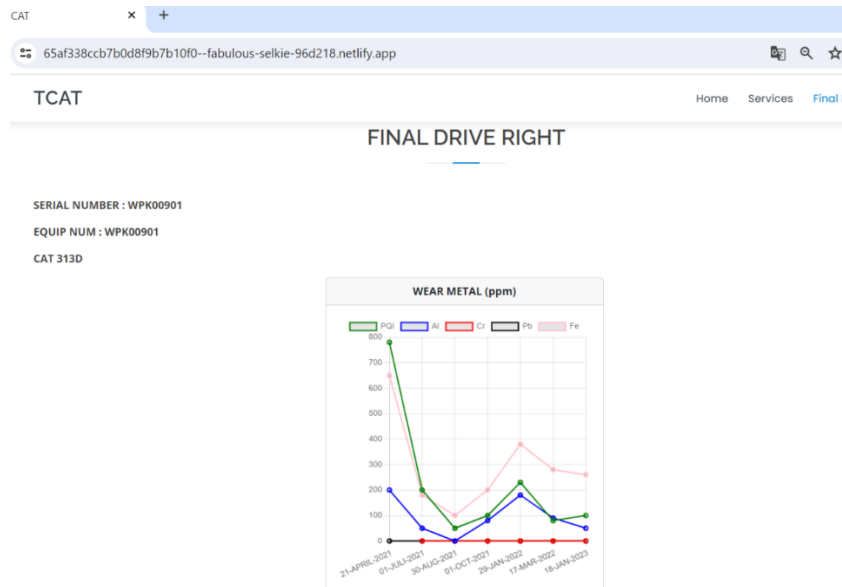 CAT
65af338ccb7b0d8f9b7b10f0--fabulous-selkie-96d218.netlify.app
TCAT
Home Services Final
FINAL DRIVE RIGHT
SERIAL NUMBER : WPK00901
EQUIP NUM : WPK00901
CAT 313D
WEAR METAL (ppm)
PQI Al Cr Pb Fe
800
700
600
500
400
300
200
100
0
21-APRIL-2021 01-JULI-2021 30-AUG-2021 01-OCT-2021 29-JAN-2022 17-MAR-2022 18-JAN-2023